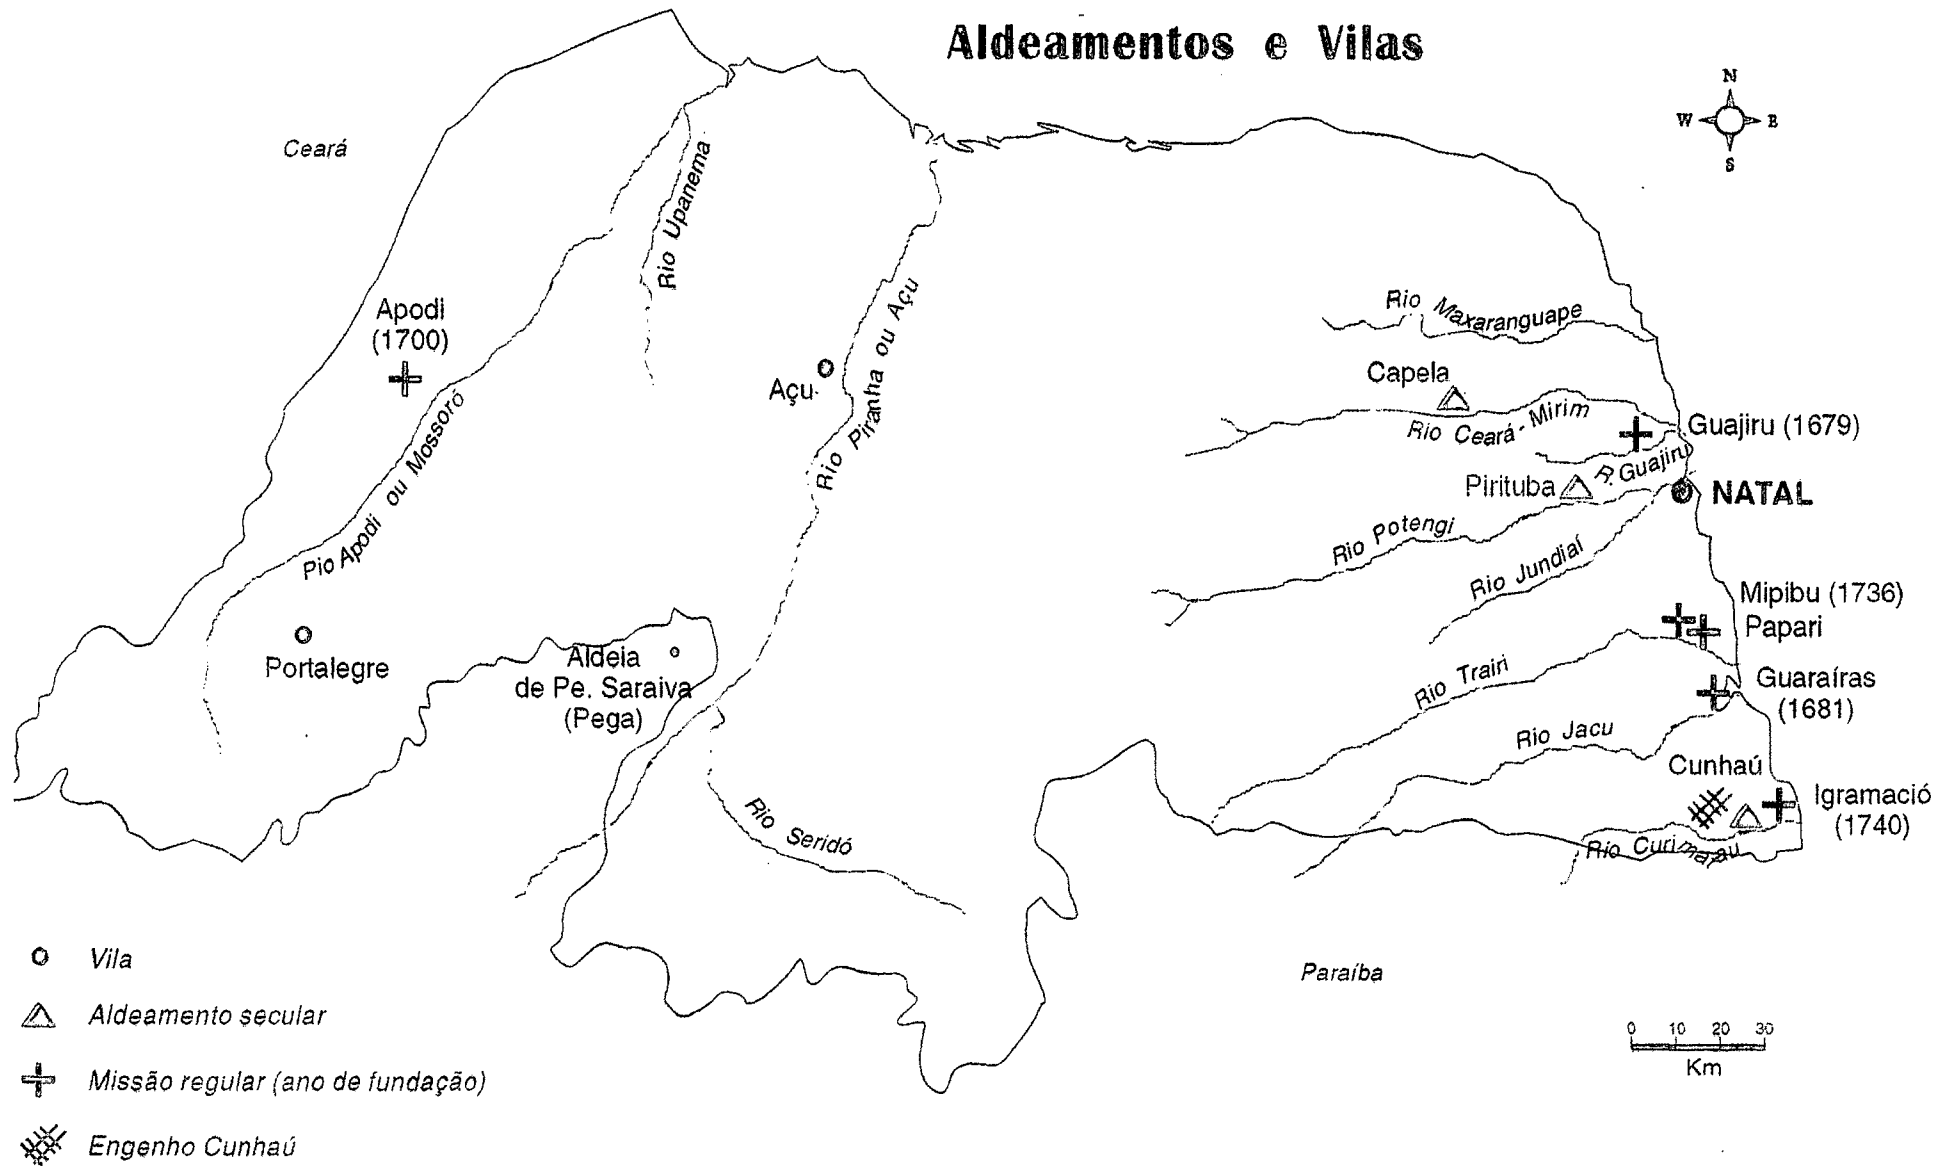 Aldeamentos e Vilas
N
W E
S
Ceará
Rio Upanema
Apodi
(1700)
Rio Piranha ou Açu
Açu
Pio Apodi ou Mossoró
Portalegre
Aldeia
de Pe. Saraiva
(Pega)
Rio Seridó
Rio Maxaranguape
Capela
Rio Ceará-Mirim
Guajiru (1679)
R. Guajiru
Pirituba
NATAL
Rio Potengi
Rio Jundiaí
Mipibu (1736)
Papari
Rio Trairi
Guaraíras
(1681)
Rio Jacu
Cunhaú
Igramació
(1740)
Rio Curimataú
Paraíba
Vila
Aldeamento secular
Missão regular (ano de fundação)
Engenho Cunhaú
0 10 20 30
Km